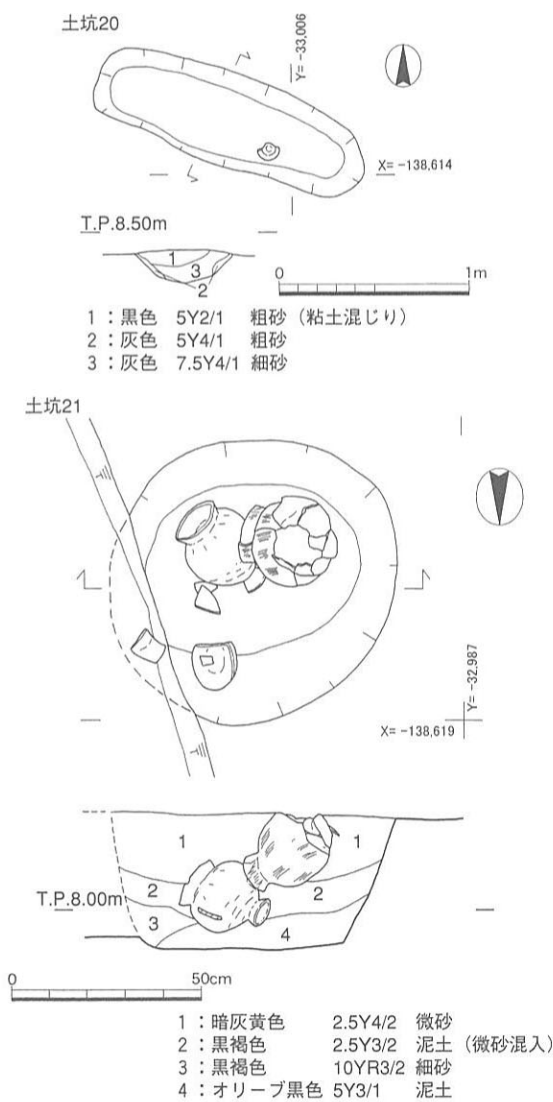 土坑20
Y= −33,006
X= −138,614
T.P.8.50m
1
3
2
0 1m
1：黒色 5Y2/1 粗砂（粘土混じり）
2：灰色 5Y4/1 粗砂
3：灰色 7.5Y4/1 細砂
土坑21
Y= −32,987
X= −138,619
1 1
T.P.8.00m
2 2
3 4
0 50cm
1：暗灰黄色 2.5Y4/2 微砂
2：黒褐色 2.5Y3/2 泥土（微砂混入）
3：黒褐色 10YR3/2 細砂
4：オリーブ黒色 5Y3/1 泥土